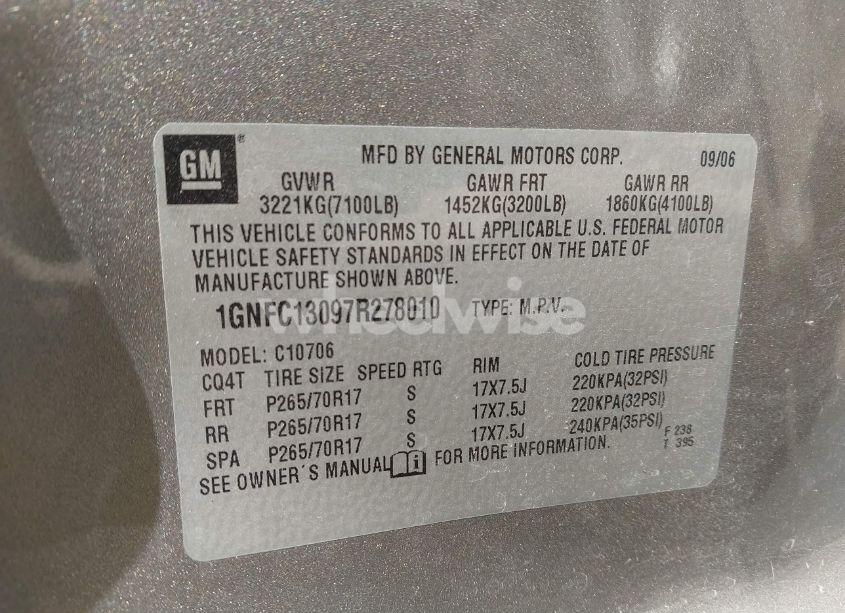 GM
MFD BY GENERAL MOTORS CORP. 09/06
GVWR GAWR FRT GAWR RR
3221KG(7100LB) 1452KG(3200LB) 1860KG(4100LB)
THIS VEHICLE CONFORMS TO ALL APPLICABLE U.S. FEDERAL MOTOR
VEHICLE SAFETY STANDARDS IN EFFECT ON THE DATE OF
MANUFACTURE SHOWN ABOVE.
1GNFC13097R278010 TYPE: M.P.V.
wheelwise
MODEL: C10706
CQ4T TIRE SIZE SPEED RTG RIM COLD TIRE PRESSURE
FRT P265/70R17 S 17X7.5J 220KPA(32PSI)
RR P265/70R17 S 17X7.5J 220KPA(32PSI)
SPA P265/70R17 S 17X7.5J 240KPA(35PSI)
F 238
T 395
SEE OWNER'S MANUAL i FOR MORE INFORMATION.